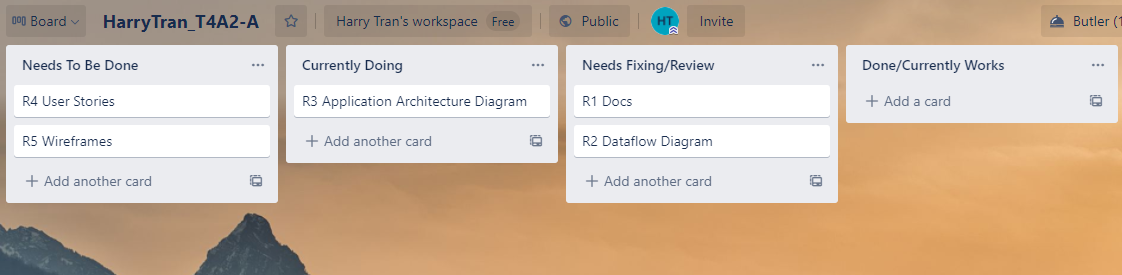 Board
HarryTran_T4A2-A
Harry Tran's workspace
Free
Public
HT
Invite
Butler (1
Needs To Be Done
R4 User Stories
R5 Wireframes
Add another card
Currently Doing
R3 Application Architecture Diagram
Add another card
Needs Fixing/Review
R1 Docs
R2 Dataflow Diagram
Add another card
Done/Currently Works
Add a card